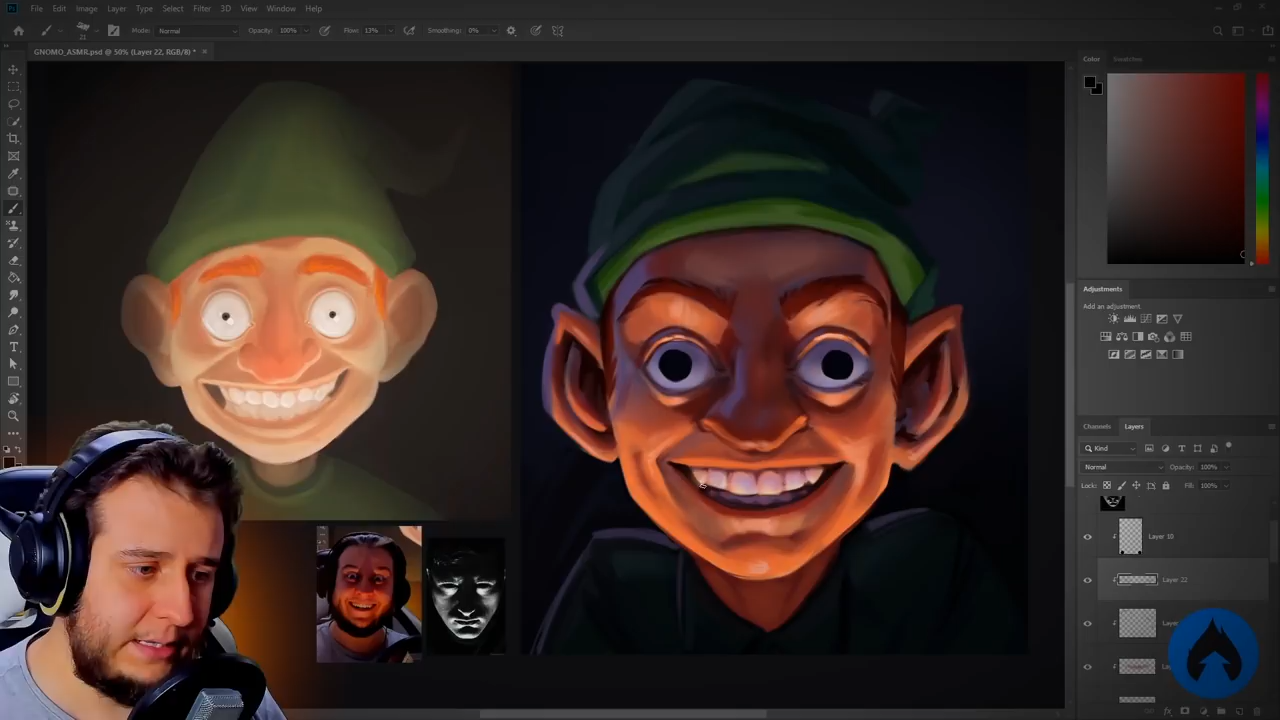 File Edit Image Layer Type Select Filter 3D View Window Help
21 Mode: Normal Opacity: 100% Flow: 13% Smoothing: 0%
GNOMO_ASMR.psd @ 50% (Layer 22, RGB/8) *
Color Swatches
Adjustments
Add an adjustment
Channels Layers
Kind
Normal Opacity: 100%
Lock: Fill: 100%
Layer 10
Layer 22